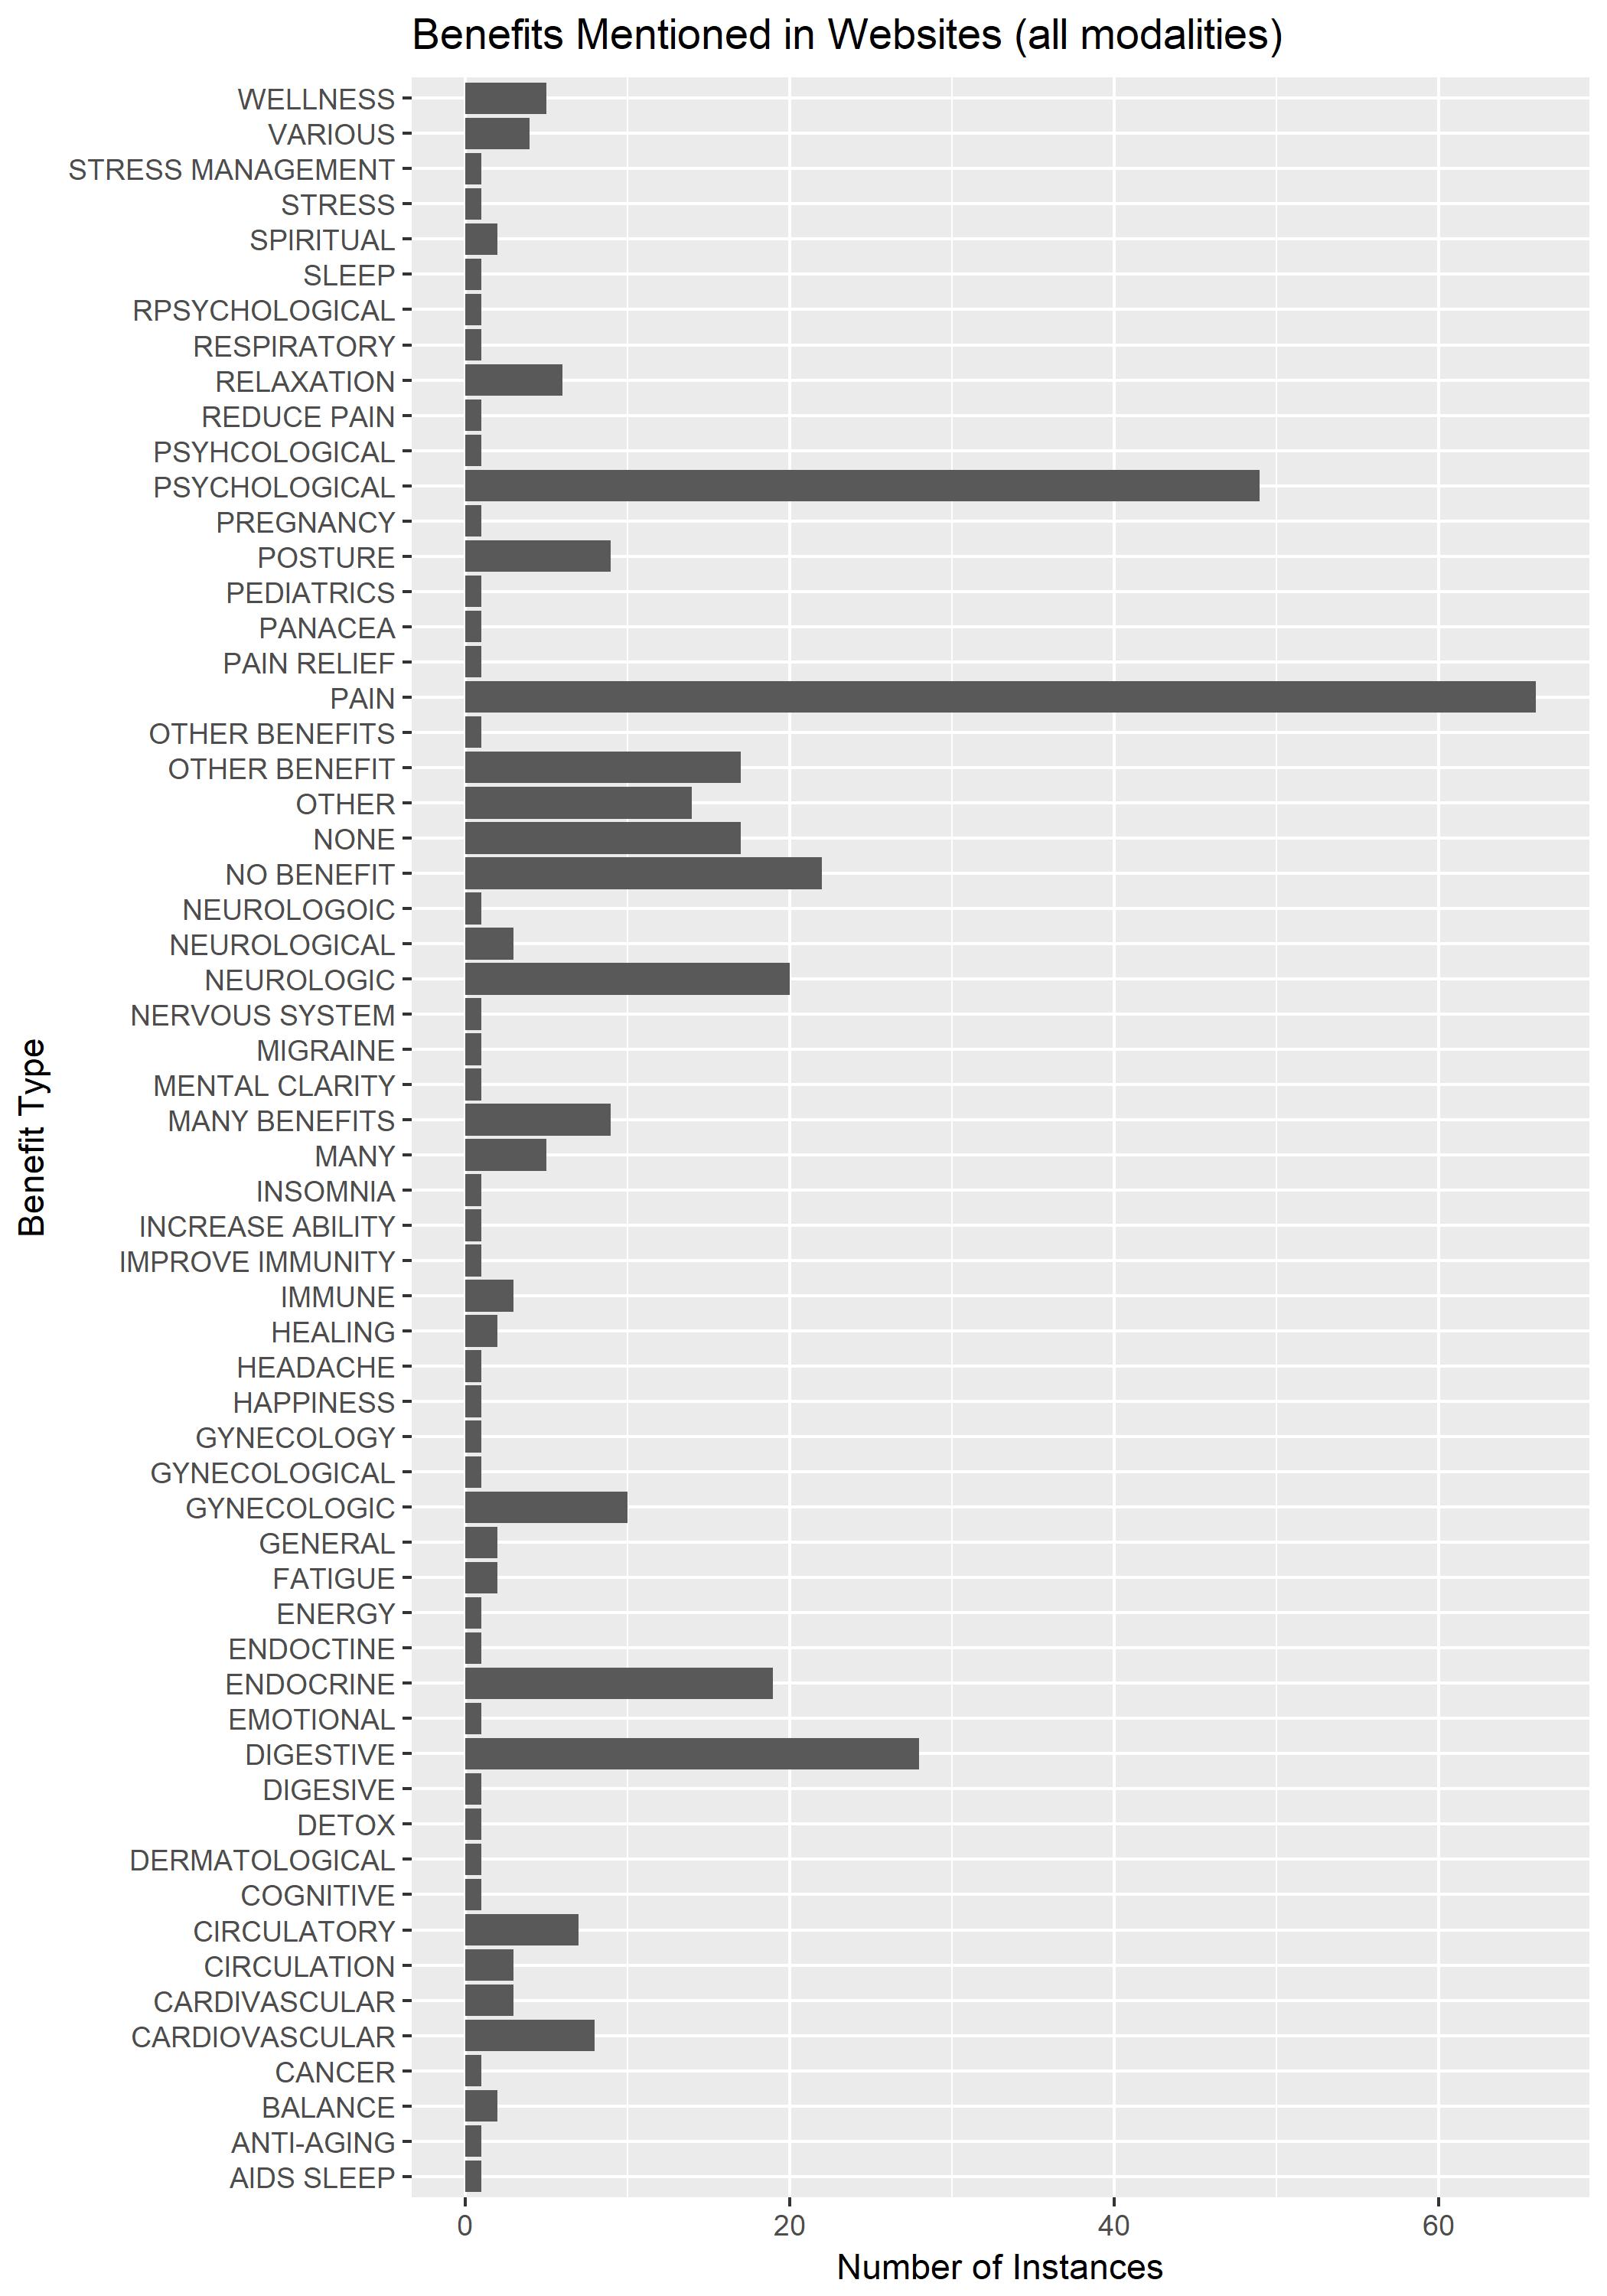 Benefits Mentioned in Websites (all modalities)
WELLNESS
VARIOUS
STRESS MANAGEMENT
STRESS
SPIRITUAL
SLEEP
RPSYCHOLOGICAL
RESPIRATORY
RELAXATION
REDUCE PAIN
PSYHCOLOGICAL
PSYCHOLOGICAL
PREGNANCY
POSTURE
PEDIATRICS
PANACEA
PAIN RELIEF
PAIN
OTHER BENEFITS
OTHER BENEFIT
OTHER
NONE
NO BENEFIT
NEUROLOGOIC
NEUROLOGICAL
NEUROLOGIC
NERVOUS SYSTEM
MIGRAINE
MENTAL CLARITY
MANY BENEFITS
MANY
INSOMNIA
INCREASE ABILITY
IMPROVE IMMUNITY
IMMUNE
HEALING
HEADACHE
HAPPINESS
GYNECOLOGY
GYNECOLOGICAL
GYNECOLOGIC
GENERAL
FATIGUE
ENERGY
ENDOCTINE
ENDOCRINE
EMOTIONAL
DIGESTIVE
DIGESIVE
DETOX
DERMATOLOGICAL
COGNITIVE
CIRCULATORY
CIRCULATION
CARDIVASCULAR
CARDIOVASCULAR
CANCER
BALANCE
ANTI-AGING
AIDS SLEEP
Benefit Type
0 20 40 60
Number of Instances